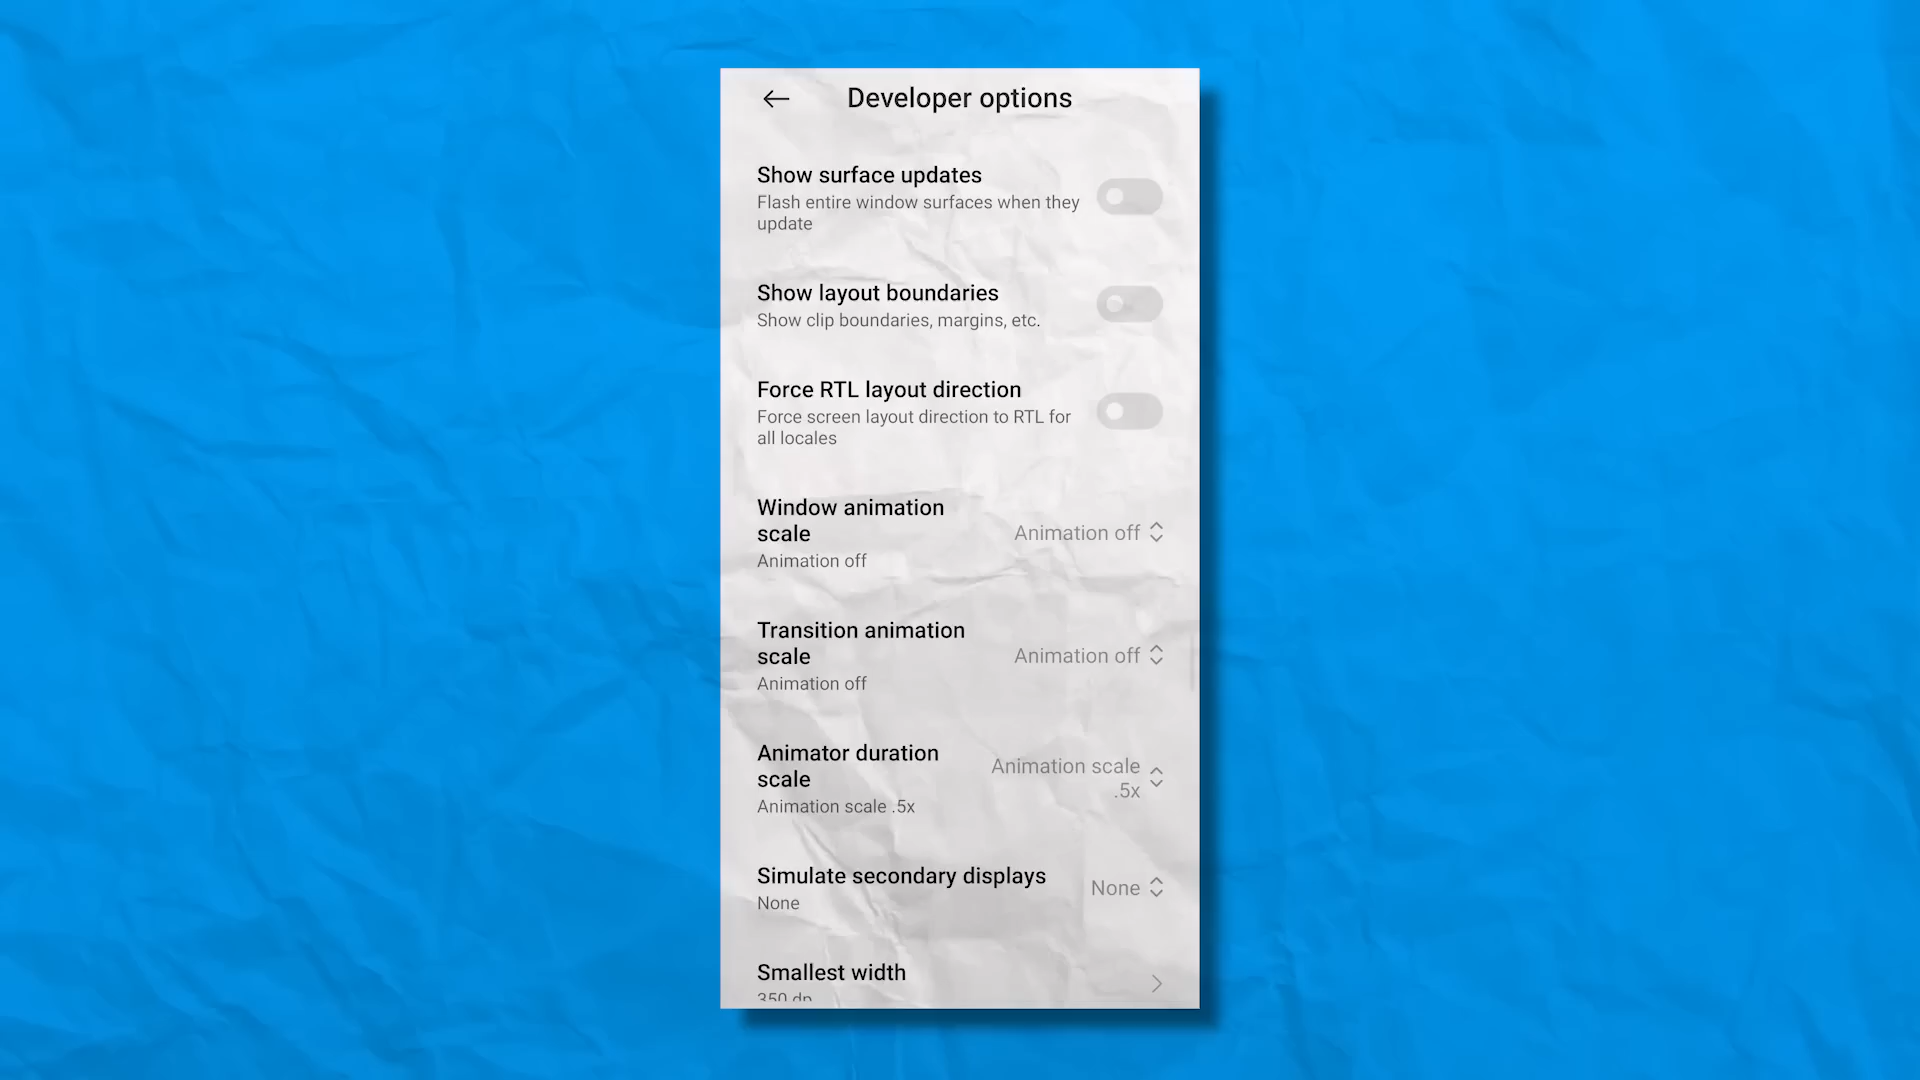 Developer options
Show surface updates
Flash entire window surfaces when they
update
Show layout boundaries
Show clip boundaries, margins, etc.
Force RTL layout direction
Force screen layout direction to RTL for
all locales
Window animation
scale
Animation off
Animation off
Transition animation
scale
Animation off
Animation off
Animator duration
scale
Animation scale .5x
Animation scale
.5x
Simulate secondary displays
None
None
Smallest width
350 dp